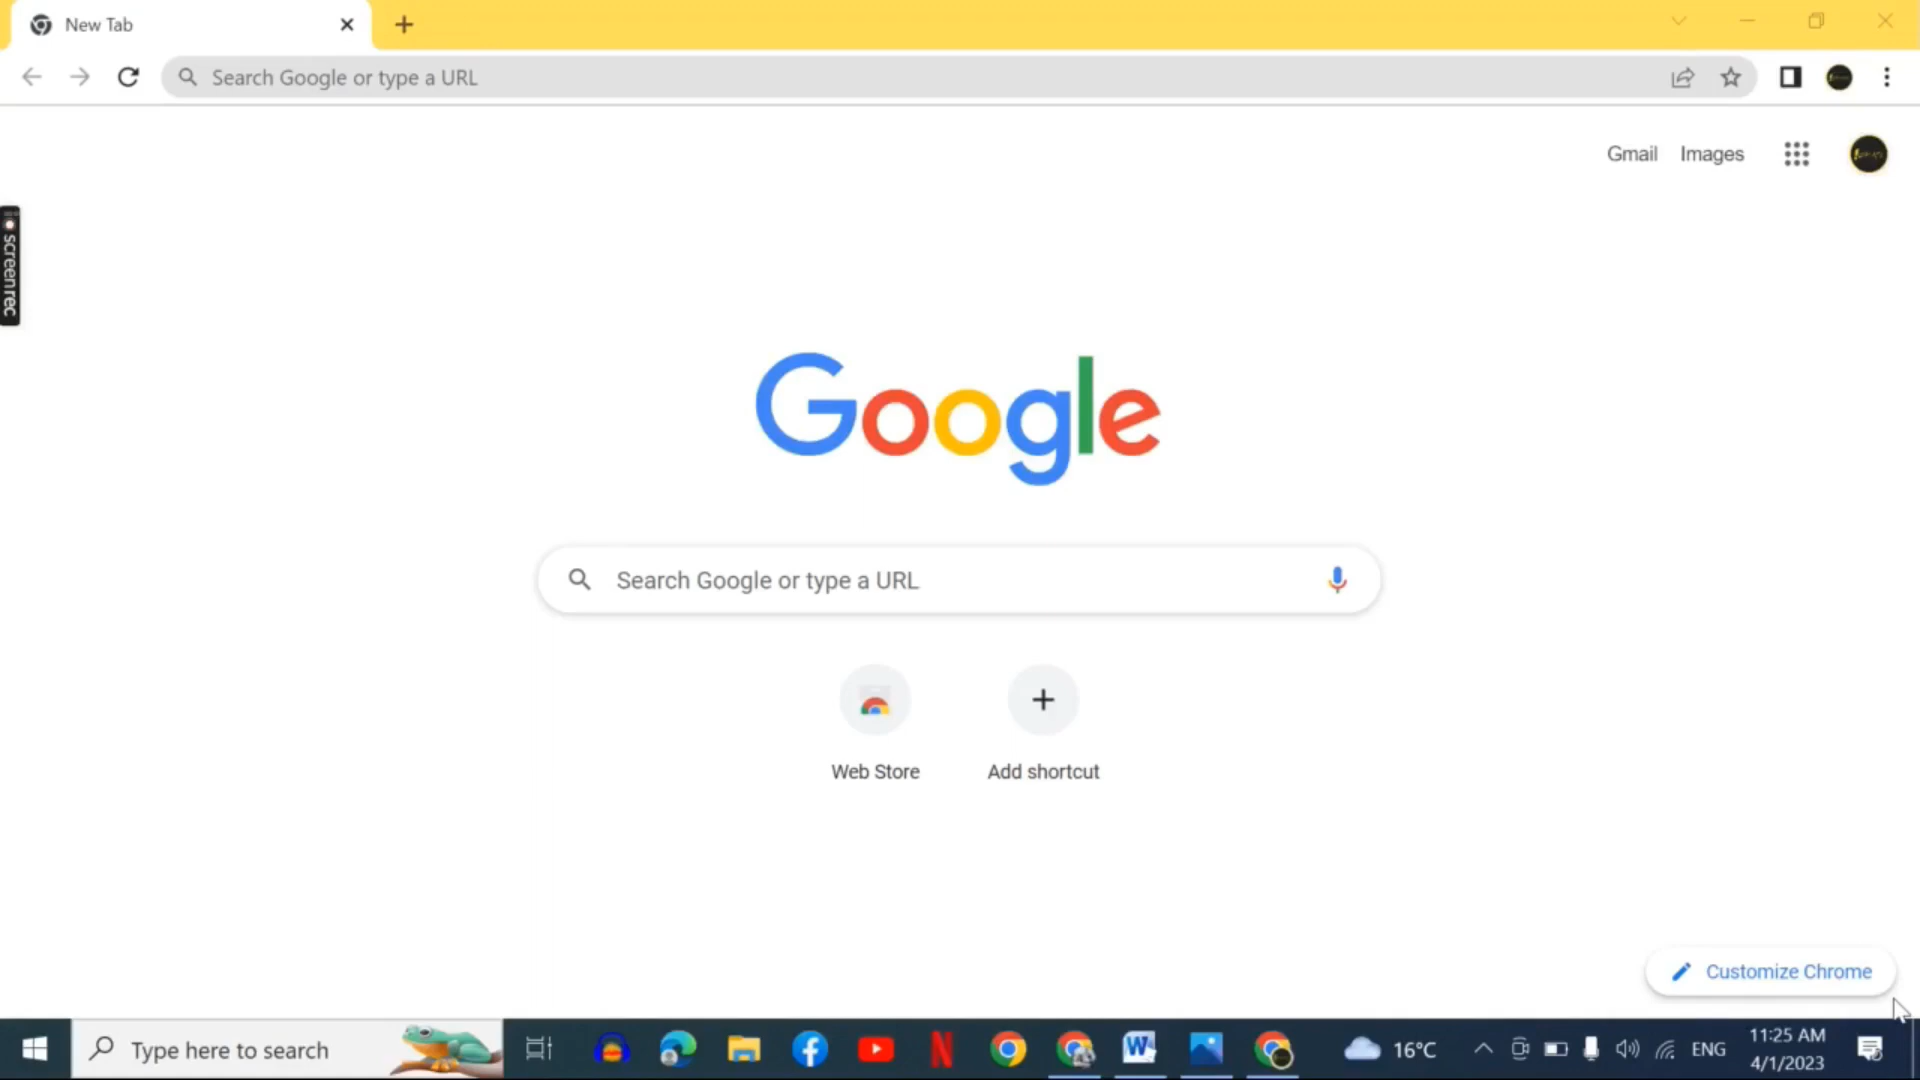 New Tab
Search Google or type a URL
Gmail Images
screenrec
Google
Search Google or type a URL
Web Store
Add shortcut
Customize Chrome
Type here to search
16°C
ENG
11:25 AM
4/1/2023